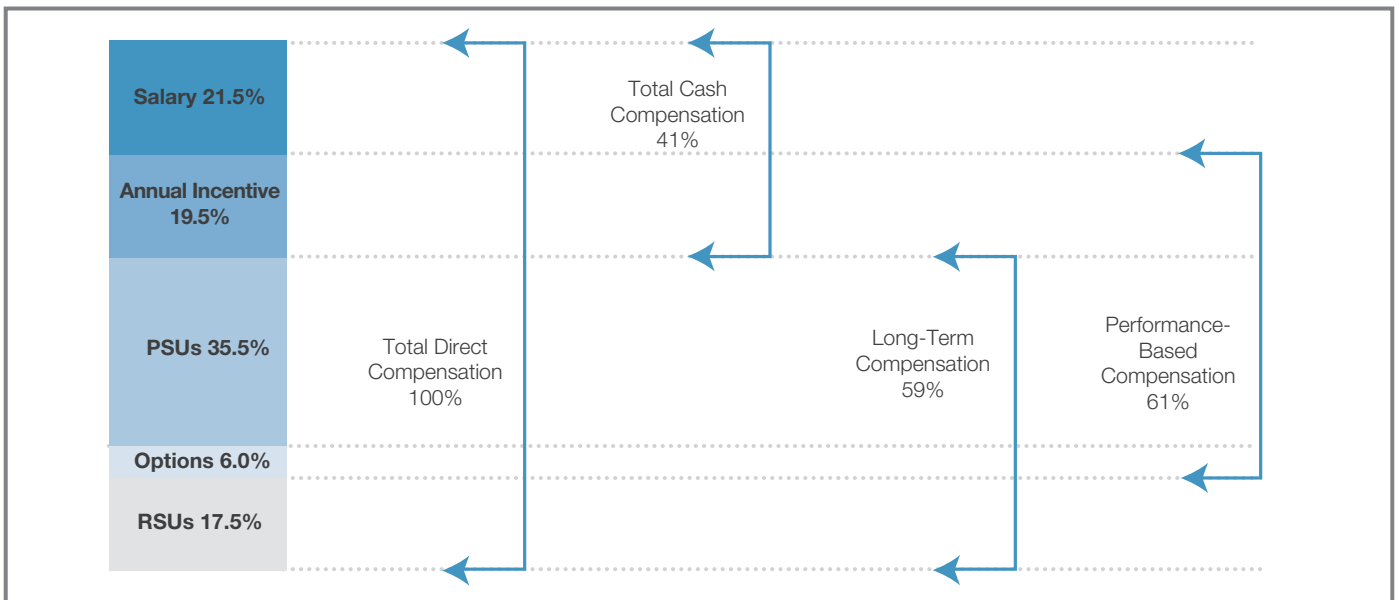 Salary 21.5%
Annual Incentive
19.5%
PSUs 35.5%
Options 6.0%
RSUs 17.5%
Total Direct
Compensation
100%
Total Cash
Compensation
41%
Long-Term
Compensation
59%
Performance-
Based
Compensation
61%